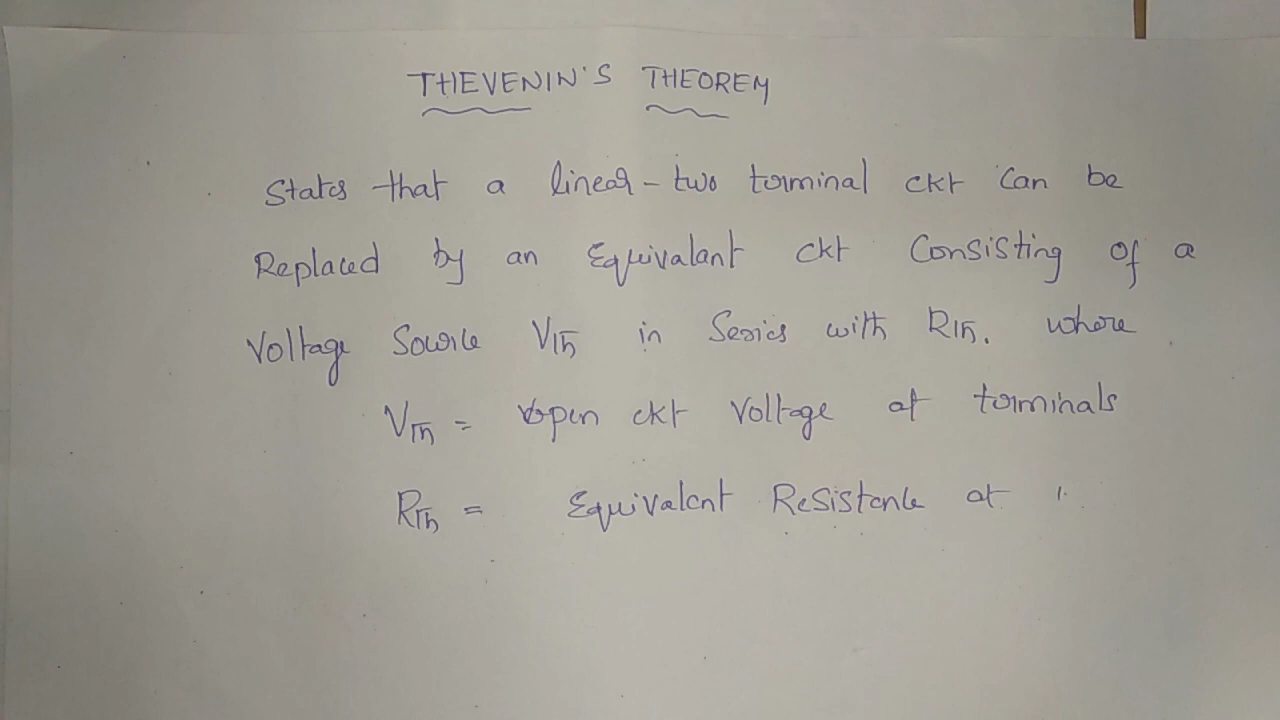 THEVENIN'S THEOREM
States that a linear - two terminal ckt can be
Replaced by an Equivalant ckt Consisting of a
Voltage Source VTh in Series with RTh. where
VTh = open ckt Voltage at terminals
RTh = Equivalent Resistance at